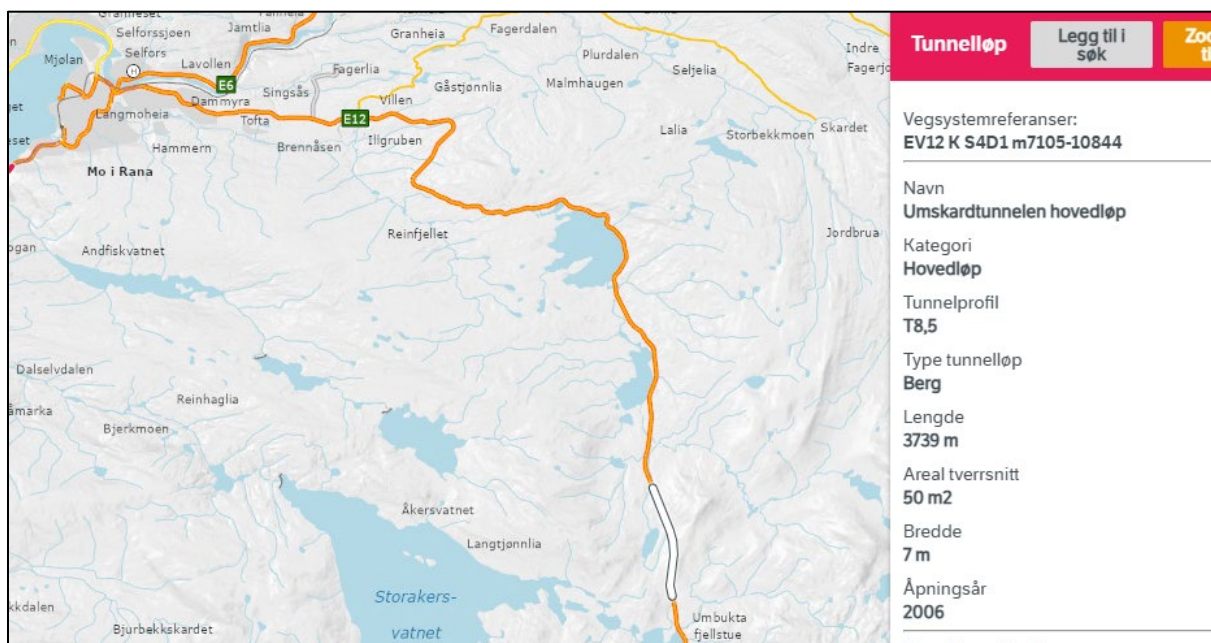 Granneset
Selforssjøen
Selfors
Jamtlia
Mjølan
Lavollen
H
E6
Langmoheia
Dammyra
Singsås
Tofta
Hammern
Mo i Rana
Fagerlia
Granheia
Fagerdalen
Plurdalen
Seljelia
Indre
Villen
Gåstjønnlia
Malmhaugen
E12
Illgruben
Brennåsen
Lalia
Storbekkmoen
Skardet
Reinfjellet
Jordbrua
Andfiskvatnet
Dalselvdalen
Reinhaglia
Bjerkmoen
Åkersvatnet
Langtjønnlia
Storakers-
vatnet
Bjurbekkskardet
Umbukta
fjellstue
Tunnelløp
Legg til i
søk
Vegsystemreferanser:
EV12 K S4D1 m7105-10844
Navn
Umskardtunnelen hovedløp
Kategori
Hovedløp
Tunnelprofil
T8,5
Type tunnelløp
Berg
Lengde
3739 m
Areal tverrsnitt
50 m2
Bredde
7 m
Åpningsår
2006